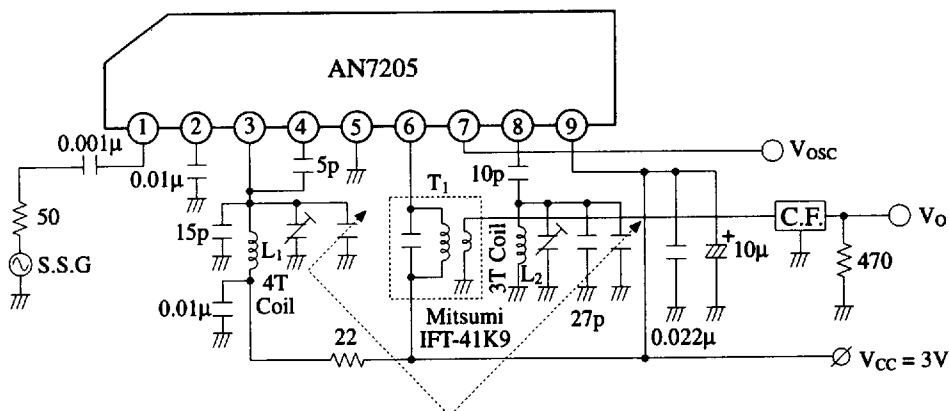 AN7205
1 2 3 4 5 6 7 8 9
0.001μ
0.01μ
5p
10p
VOSC
T1
50
15p
L1
4T
Coil
3T Coil
L2
C.F.
VO
+
10μ
470
S.S.G
0.01μ
27p
0.022μ
Mitsumi
IFT-41K9
22
VCC = 3V